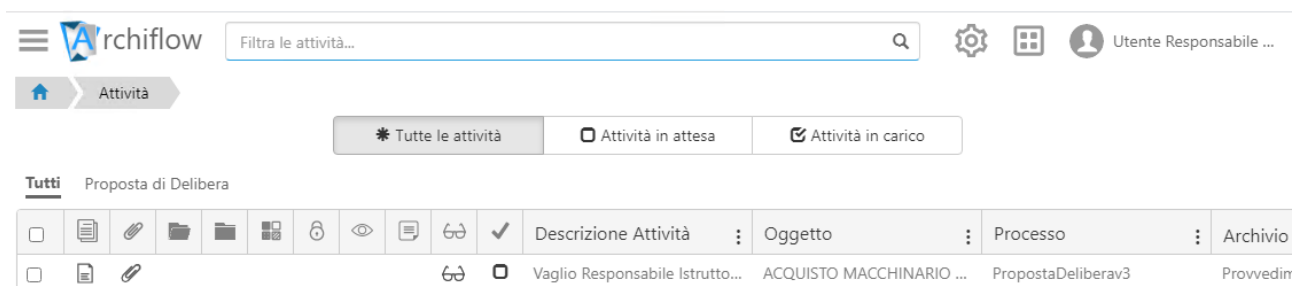 Archiflow Filtra le attività... Utente Responsabile ...
Attività
Tutte le attività Attività in attesa Attività in carico
Tutti Proposta di Delibera
Descrizione Attività Oggetto Processo Archivio
Vaglio Responsabile Istrutto... ACQUISTO MACCHINARIO ... PropostaDeliberav3 Provvedim